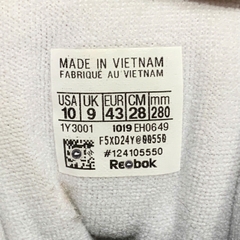 MADE IN VIETNAM
FABRIQUÉ AU VIETNAM
USA UK EUR CM mm
10 9 43 28 280
1Y3001 1019 EH0649
F5XD24Y@00550
#124105550
Reebok